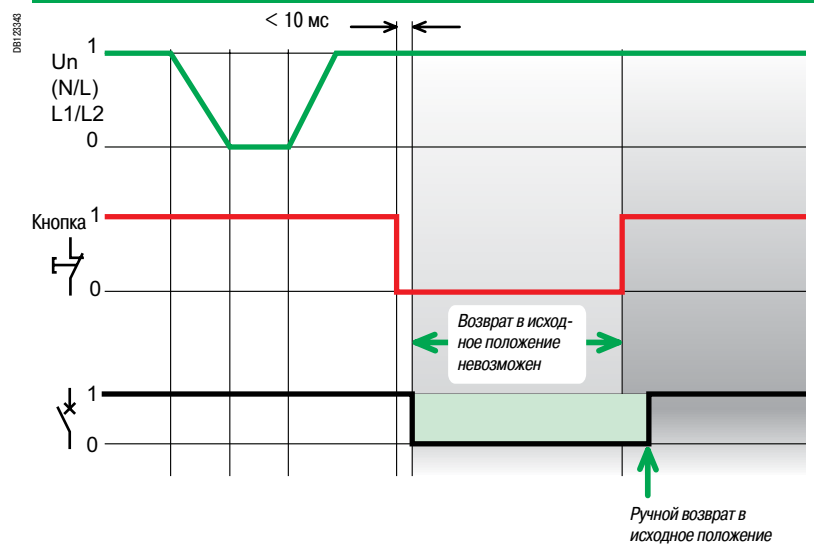 DB123343
< 10 мс
1
Un
(N/L)
L1/L2
0
Кнопка 1
0
Возврат в исход-
ное положение
невозможен
1
0
Ручной возврат в
исходное положение